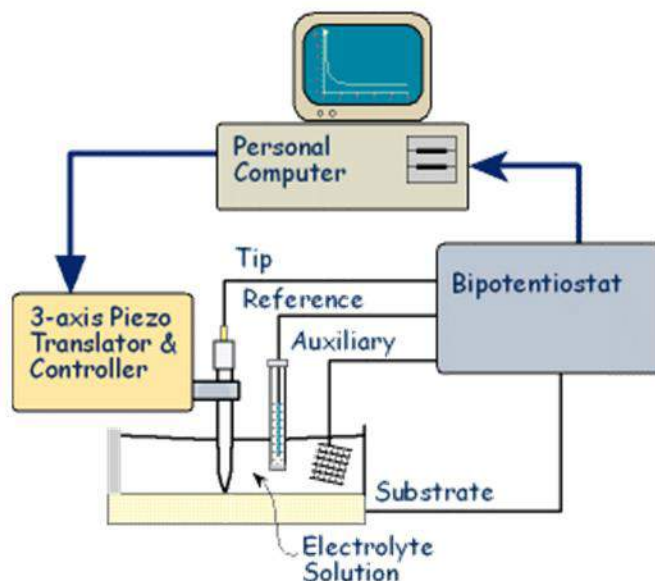 Personal
Computer
Tip
Reference
Auxiliary
Bipotentiostat
3-axis Piezo
Translator &
Controller
Substrate
Electrolyte
Solution